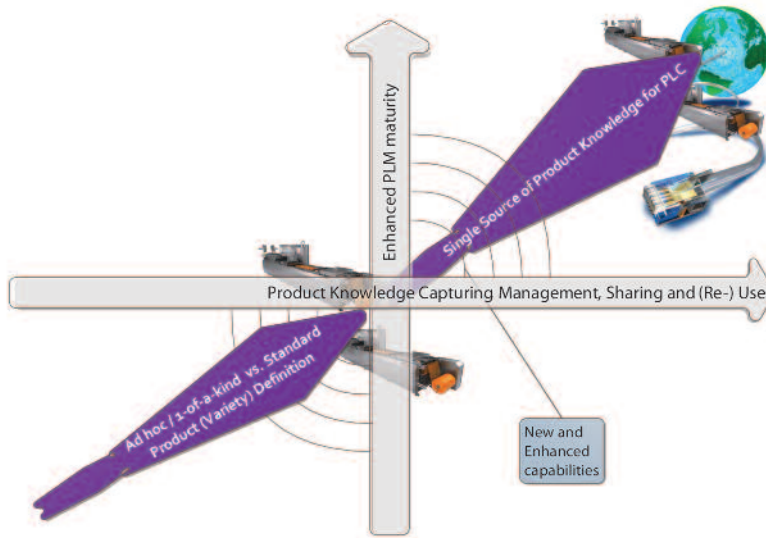 Enhanced PLM maturity
Single Source of Product Knowledge for PLC
Product Knowledge Capturing Management, Sharing and (Re-) Use
Ad hoc / 1-of-a-kind vs. Standard
Product (Variety) Definition
New and
Enhanced
capabilities